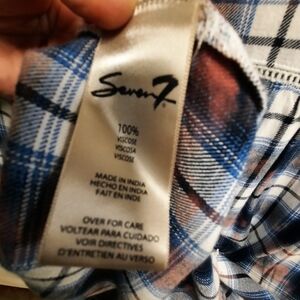 Seven7
100%
VISCOSE
VISCOSA
VISCOSE
MADE IN INDIA
HECHO EN INDIA
FAIT EN INDE
OVER FOR CARE
VOLTEAR PARA CUIDADO
VOIR DIRECTIVES
D'ENTRETIEN AU VERSO